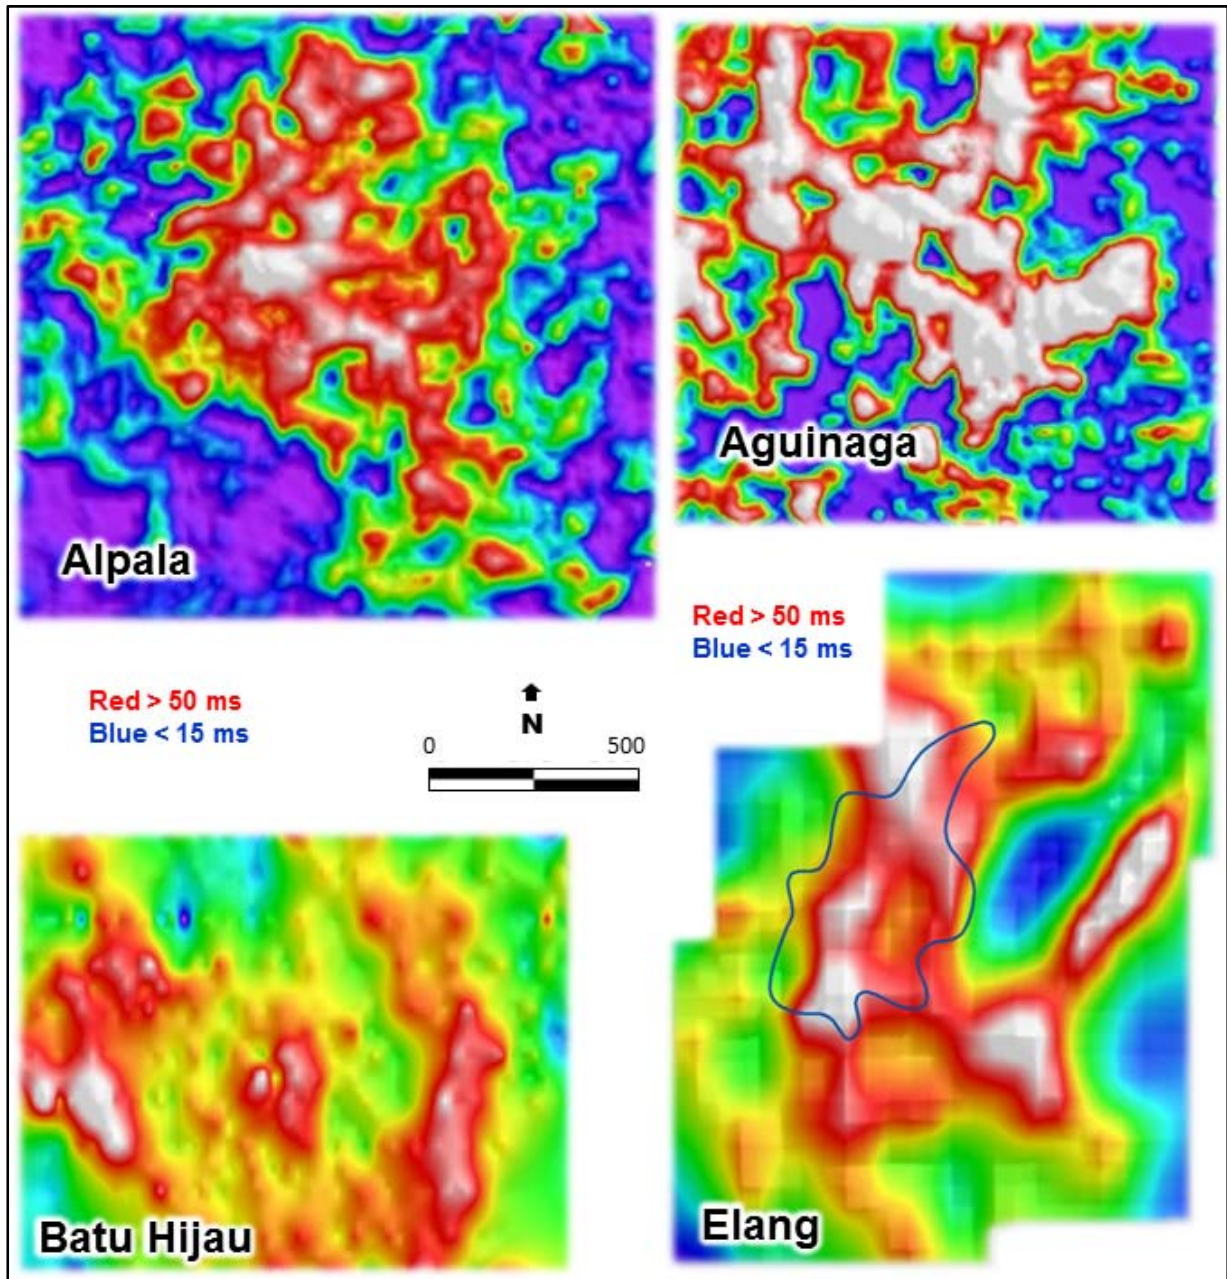 Alpala
Aguinaga
Red > 50 ms
Blue < 15 ms
Red > 50 ms
Blue < 15 ms
N
0 500
Batu Hijau
Elang